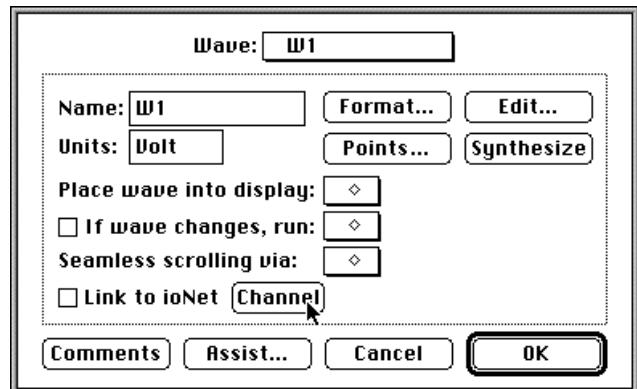 Wave: W1
Name: W1 Format... Edit...
Units: Volt Points... Synthesize
Place wave into display:
If wave changes, run:
Seamless scrolling via:
Link to ioNet Channel
Comments Assist... Cancel OK